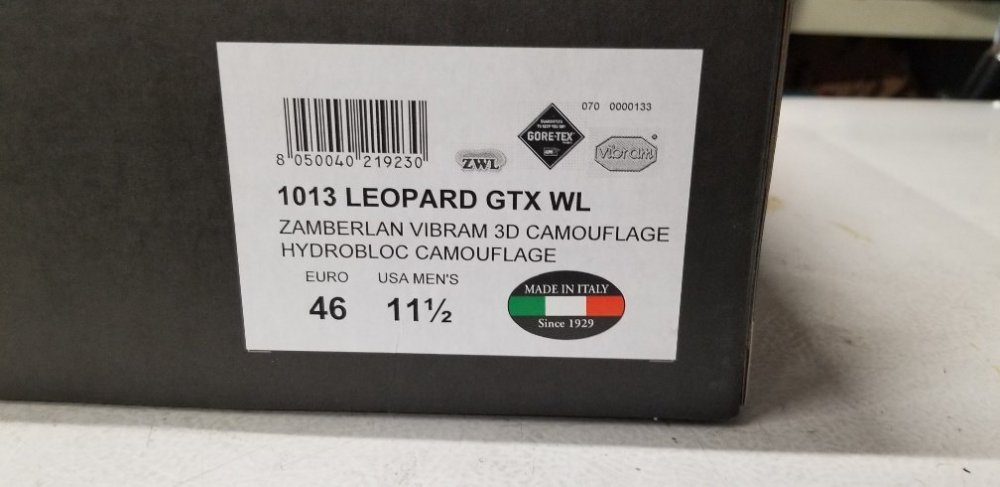 070 0000133
8 050040 219230
ZWL
GORE-TEX
vibram
1013 LEOPARD GTX WL
ZAMBERLAN VIBRAM 3D CAMOUFLAGE
HYDROBLOC CAMOUFLAGE
EURO USA MEN'S
46 11½
MADE IN ITALY
Since 1929